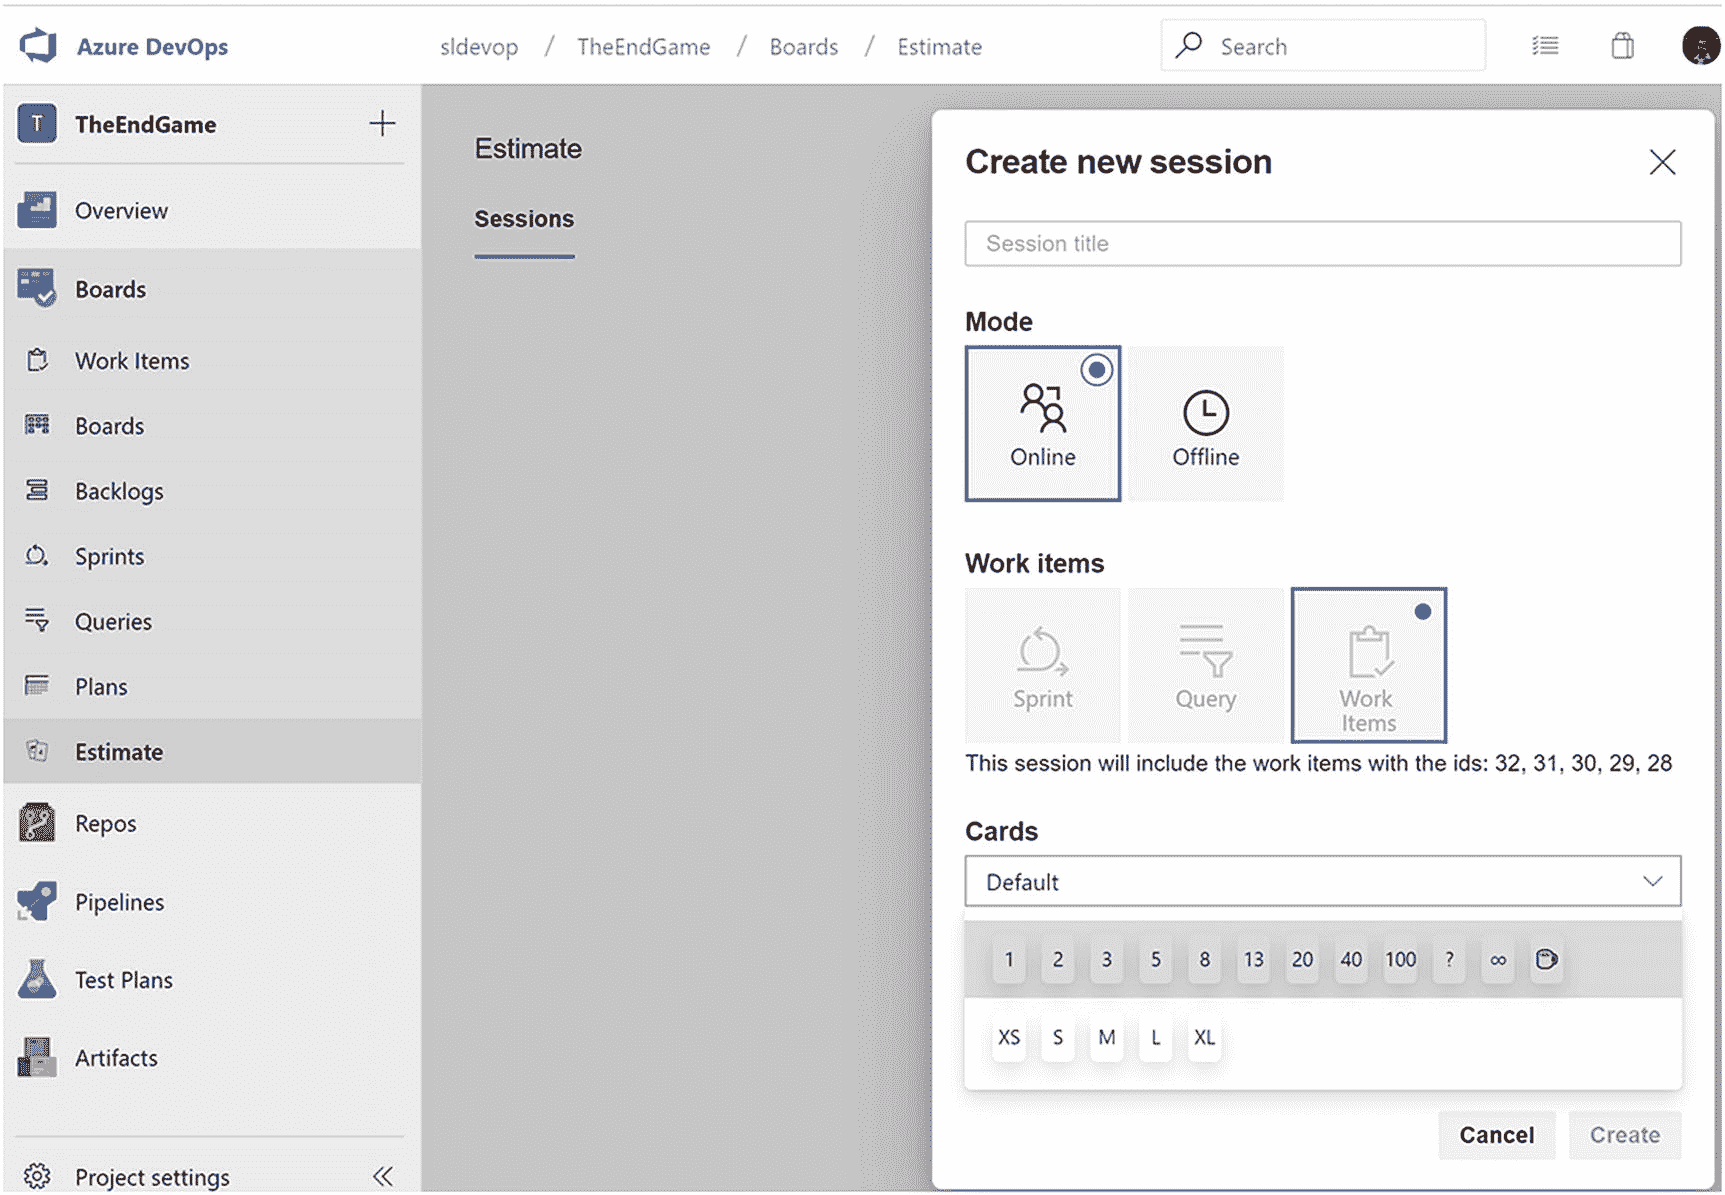 Azure DevOps
sldevop / TheEndGame / Boards / Estimate
Search
T TheEndGame
Overview
Boards
Work Items
Boards
Backlogs
Sprints
Queries
Plans
Estimate
Repos
Pipelines
Test Plans
Artifacts
Project settings
Estimate
Sessions
Create new session
Session title
Mode
Online
Offline
Work items
Sprint
Query
Work
Items
This session will include the work items with the ids: 32, 31, 30, 29, 28
Cards
Default
1 2 3 5 8 13 20 40 100 ? ∞
XS S M L XL
Cancel Create